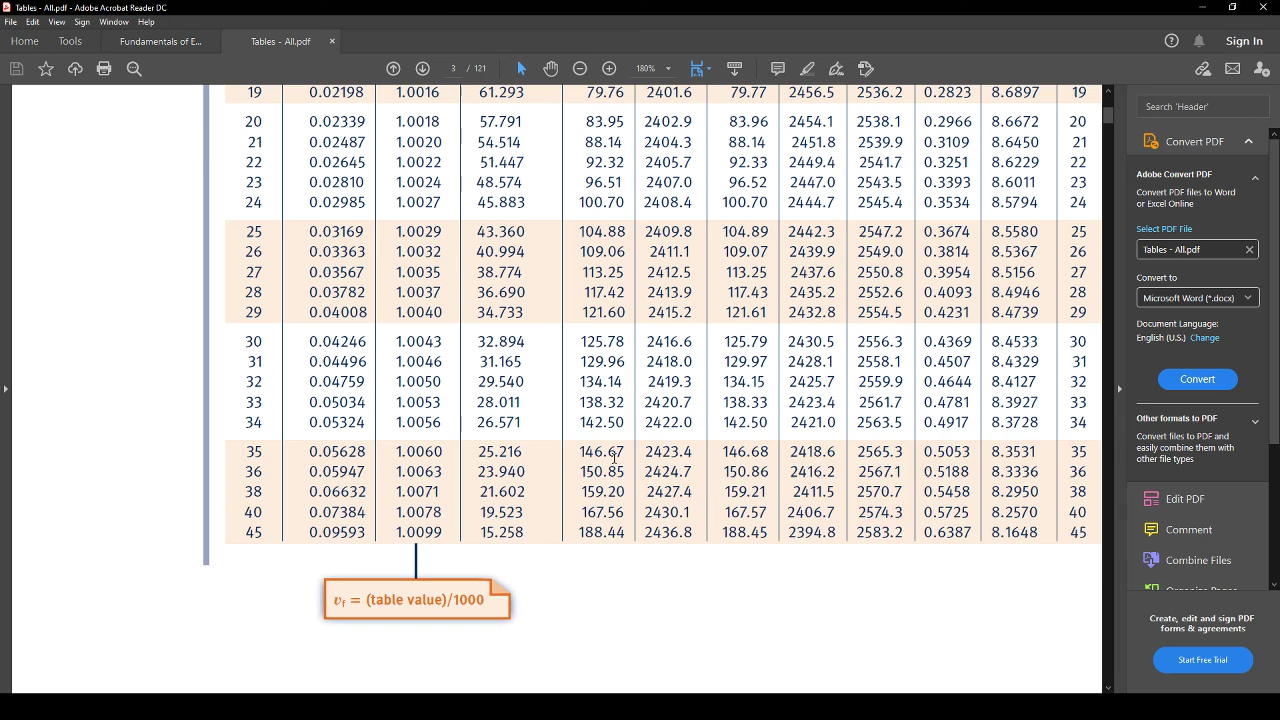 Tables - All.pdf - Adobe Acrobat Reader DC
File Edit View Sign Window Help
Home Tools Fundamentals of E... Tables - All.pdf × Sign In
3 / 121 180%
19 0.02198 1.0016 61.293 79.76 2401.6 79.77 2456.5 2536.2 0.2823 8.6897 19
20 0.02339 1.0018 57.791 83.95 2402.9 83.96 2454.1 2538.1 0.2966 8.6672 20
21 0.02487 1.0020 54.514 88.14 2404.3 88.14 2451.8 2539.9 0.3109 8.6450 21
22 0.02645 1.0022 51.447 92.32 2405.7 92.33 2449.4 2541.7 0.3251 8.6229 22
23 0.02810 1.0024 48.574 96.51 2407.0 96.52 2447.0 2543.5 0.3393 8.6011 23
24 0.02985 1.0027 45.883 100.70 2408.4 100.70 2444.7 2545.4 0.3534 8.5794 24
25 0.03169 1.0029 43.360 104.88 2409.8 104.89 2442.3 2547.2 0.3674 8.5580 25
26 0.03363 1.0032 40.994 109.06 2411.1 109.07 2439.9 2549.0 0.3814 8.5367 26
27 0.03567 1.0035 38.774 113.25 2412.5 113.25 2437.6 2550.8 0.3954 8.5156 27
28 0.03782 1.0037 36.690 117.42 2413.9 117.43 2435.2 2552.6 0.4093 8.4946 28
29 0.04008 1.0040 34.733 121.60 2415.2 121.61 2432.8 2554.5 0.4231 8.4739 29
30 0.04246 1.0043 32.894 125.78 2416.6 125.79 2430.5 2556.3 0.4369 8.4533 30
31 0.04496 1.0046 31.165 129.96 2418.0 129.97 2428.1 2558.1 0.4507 8.4329 31
32 0.04759 1.0050 29.540 134.14 2419.3 134.15 2425.7 2559.9 0.4644 8.4127 32
33 0.05034 1.0053 28.011 138.32 2420.7 138.33 2423.4 2561.7 0.4781 8.3927 33
34 0.05324 1.0056 26.571 142.50 2422.0 142.50 2421.0 2563.5 0.4917 8.3728 34
35 0.05628 1.0060 25.216 146.67 2423.4 146.68 2418.6 2565.3 0.5053 8.3531 35
36 0.05947 1.0063 23.940 150.85 2424.7 150.86 2416.2 2567.1 0.5188 8.3336 36
38 0.06632 1.0071 21.602 159.20 2427.4 159.21 2411.5 2570.7 0.5458 8.2950 38
40 0.07384 1.0078 19.523 167.56 2430.1 167.57 2406.7 2574.3 0.5725 8.2570 40
45 0.09593 1.0099 15.258 188.44 2436.8 188.45 2394.8 2583.2 0.6387 8.1648 45
vf = (table value)/1000
Search 'Header'
Convert PDF
Adobe Convert PDF
Convert PDF files to Word
or Excel Online
Select PDF File
Tables - All.pdf
Convert to
Microsoft Word (*.docx)
Document Language:
English (U.S.) Change
Convert
Other formats to PDF
Convert files to PDF and
easily combine them with
other file types
Edit PDF
Comment
Combine Files
Organize Pages
Create, edit and sign PDF
forms & agreements
Start Free Trial